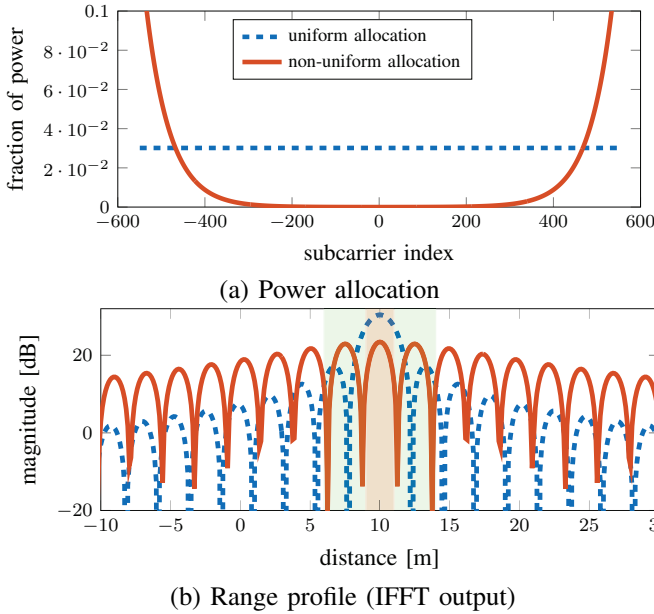 0.1
8 · 10⁻²
6 · 10⁻²
4 · 10⁻²
2 · 10⁻²
0
fraction of power
uniform allocation
non-uniform allocation
−600 −400 −200 0 200 400 600
subcarrier index
(a) Power allocation
20
0
−20
magnitude [dB]
−10 −5 0 5 10 15 20 25 30
distance [m]
(b) Range profile (IFFT output)